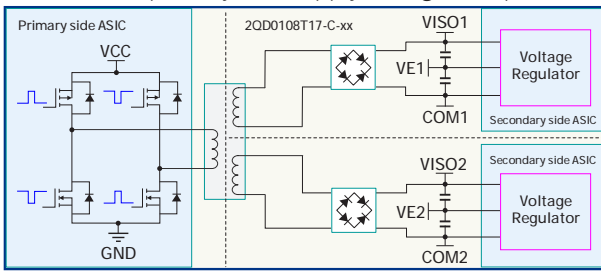 Primary side ASIC
2QD0108T17-C-xx
VISO1
VCC
VE1
Voltage
Regulator
COM1
Secondary side ASIC
Secondary side ASIC
VISO2
Voltage
Regulator
VE2
GND
COM2